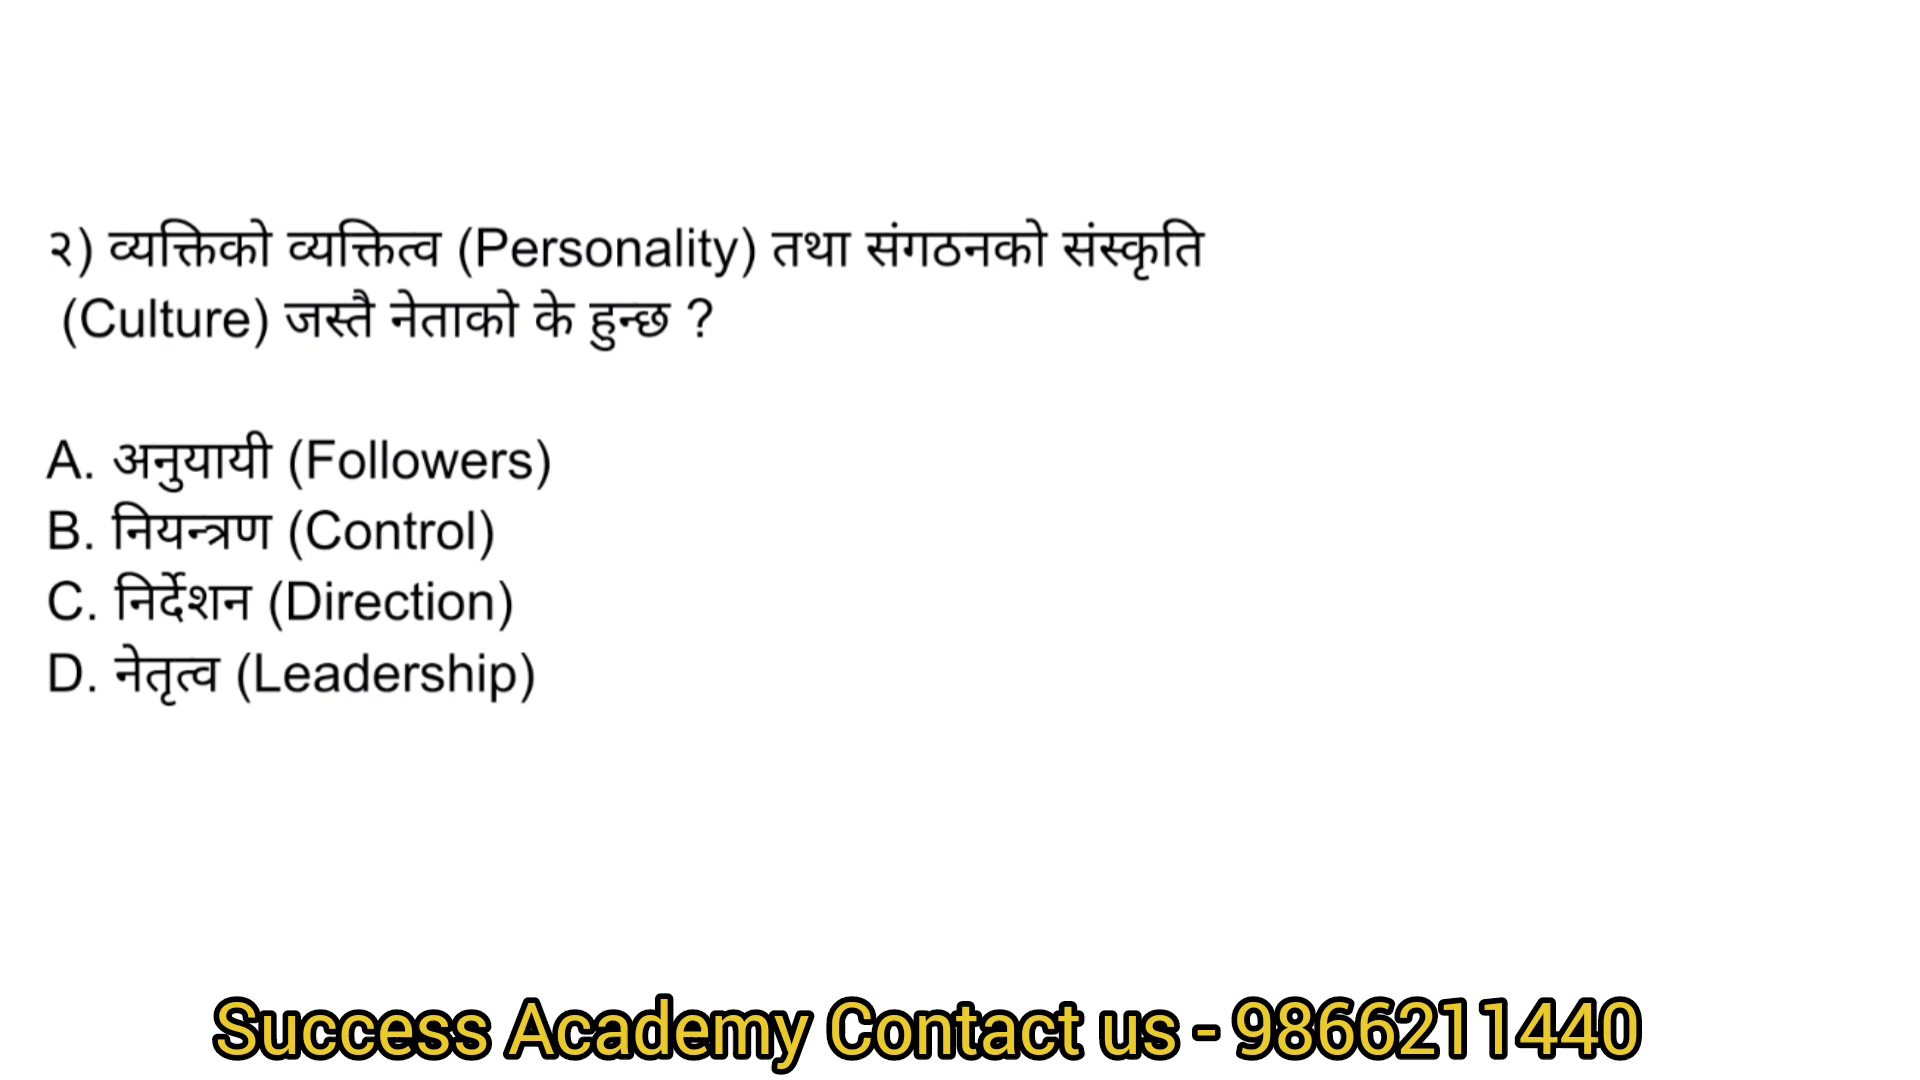 २) व्यक्तिको व्यक्तित्व (Personality) तथा संगठनको संस्कृति
(Culture) जस्तै नेताको के हुन्छ ?
A. अनुयायी (Followers)
B. नियन्त्रण (Control)
C. निर्देशन (Direction)
D. नेतृत्व (Leadership)
Success Academy Contact us - 9866211440